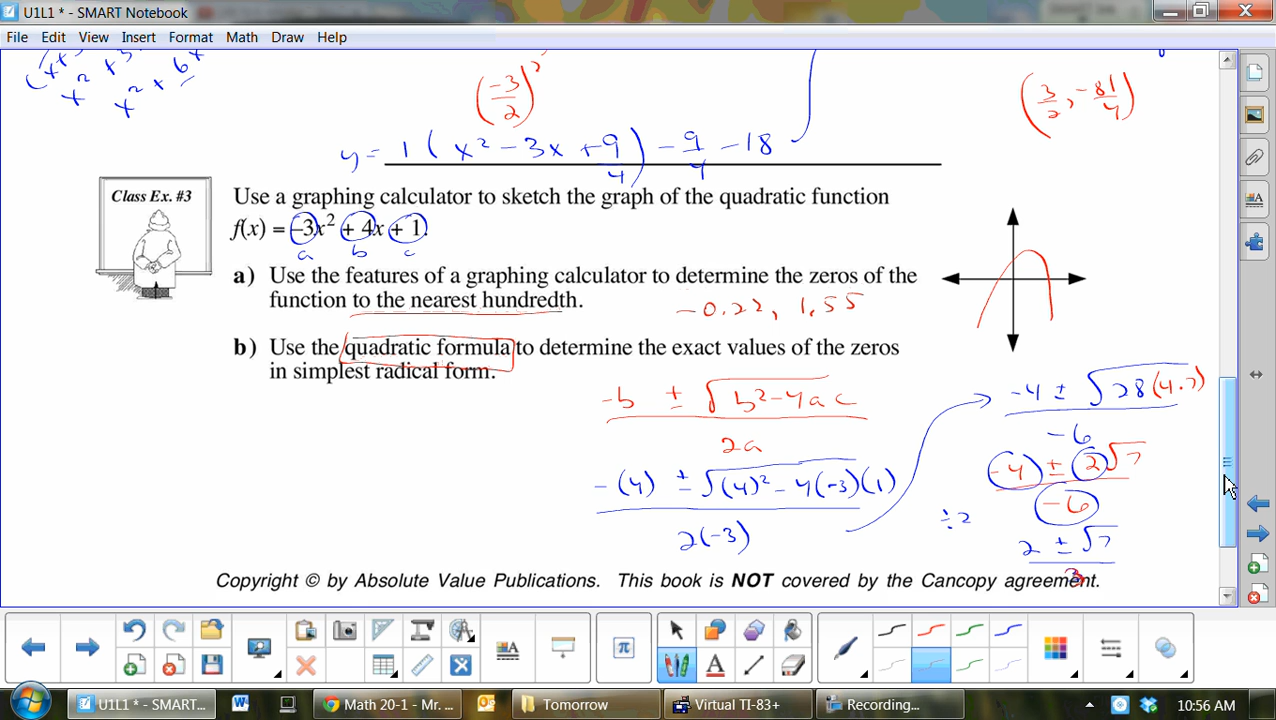 U1L1 * - SMART Notebook
File Edit View Insert Format Math Draw Help
x² x 6x
x²
(-3/2)²
(3/2, -81/4)
y = 1 ( x² - 3x + 9/4 ) - 9/4 - 18
Class Ex. #3
Use a graphing calculator to sketch the graph of the quadratic function
f(x) = -3x² + 4x + 1.
a b c
a) Use the features of a graphing calculator to determine the zeros of the
function to the nearest hundredth.
-0.22, 1.55
b) Use the quadratic formula to determine the exact values of the zeros
in simplest radical form.
-b ± √b²-4ac
2a
-(4) ± √(4)² - 4(-3)(1)
2(-3)
-4 ± √28 (4·7)
-6
-4 ± 2√7
-6
÷2
2 ± √7
3
Copyright © by Absolute Value Publications. This book is NOT covered by the Cancopy agreement.
U1L1 * - SMART...
Math 20-1 - Mr. ...
Tomorrow
Virtual TI-83+
Recording...
10:56 AM